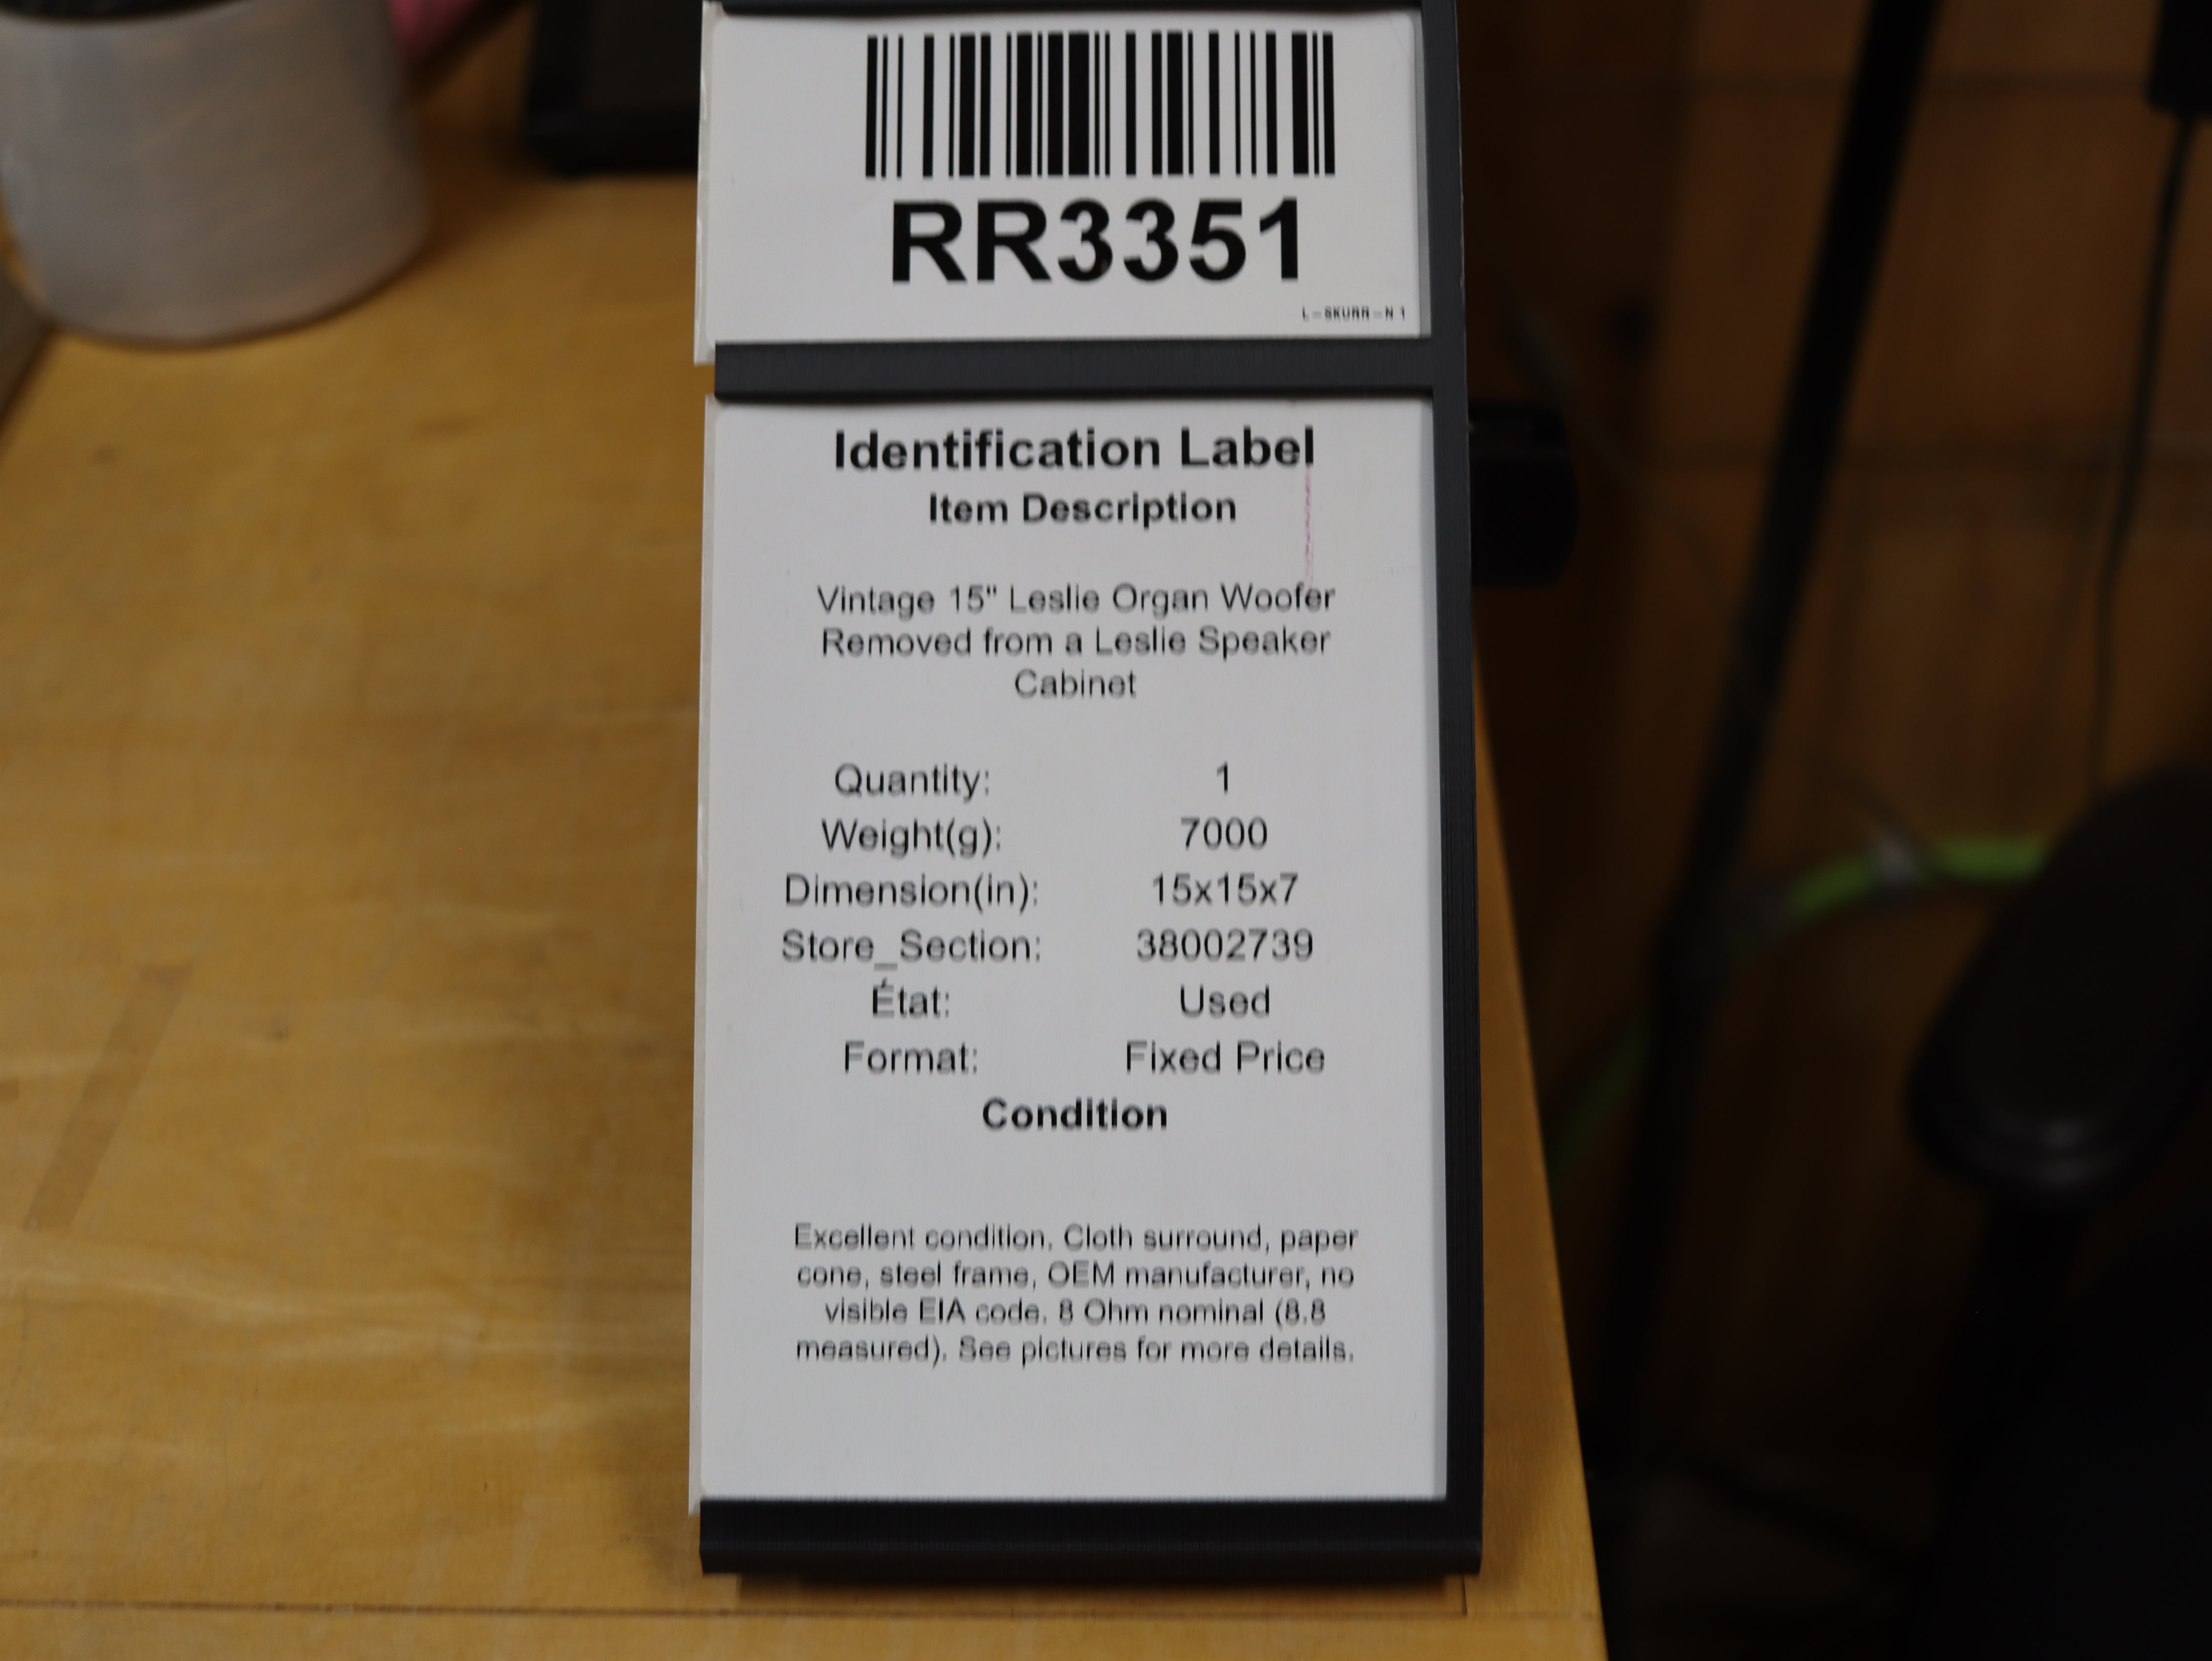 RR3351
L-SKURR-N 1
Identification Label
Item Description
Vintage 15" Leslie Organ Woofer
Removed from a Leslie Speaker
Cabinet
Quantity: 1
Weight(g): 7000
Dimension(in): 15x15x7
Store_Section: 38002739
État: Used
Format: Fixed Price
Condition
Excellent condition. Cloth surround, paper
cone, steel frame, OEM manufacturer, no
visible EIA code. 8 Ohm nominal (8.8
measured). See pictures for more details.